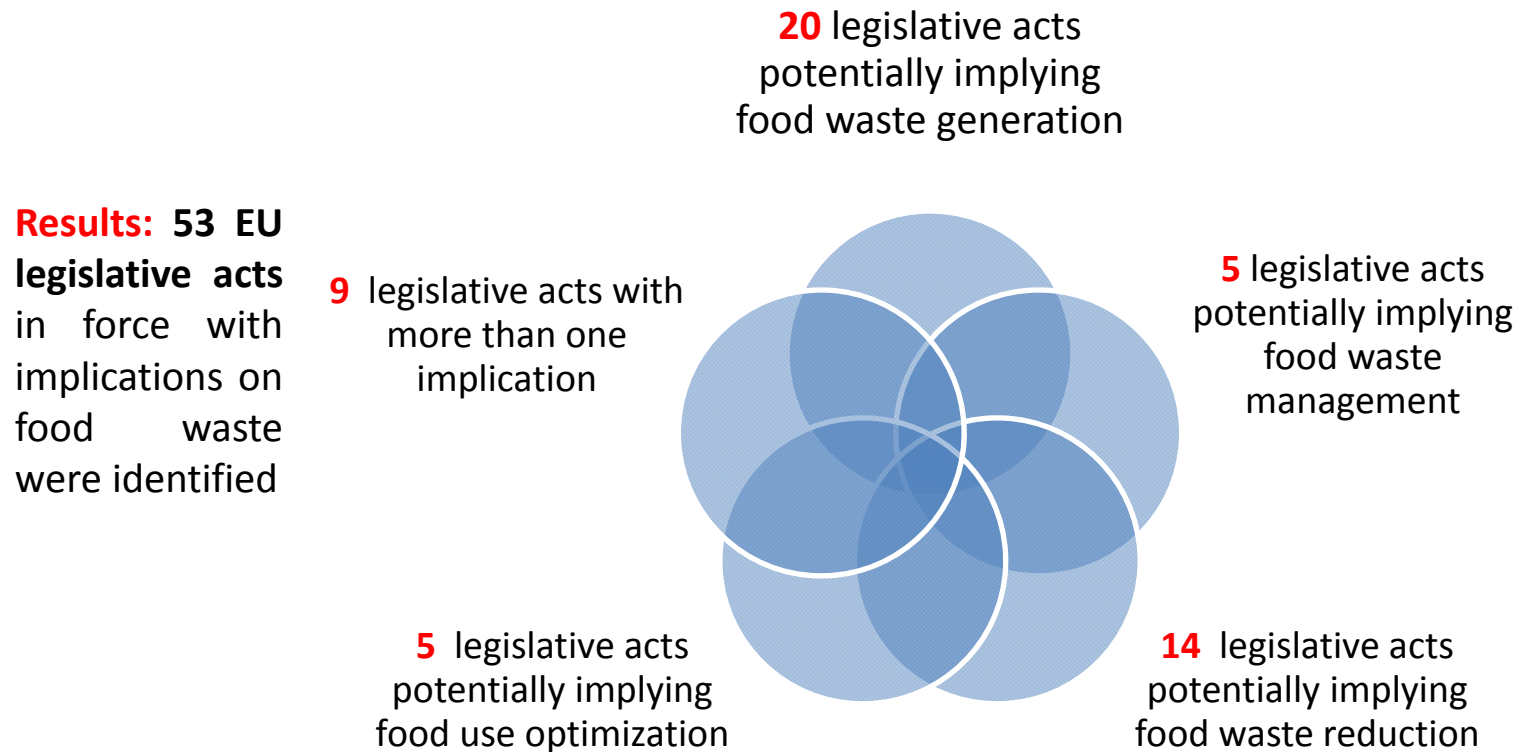 20 legislative acts
potentially implying
food waste generation
Results: 53 EU
legislative acts
in force with
implications on
food waste
were identified
9 legislative acts with
more than one
implication
5 legislative acts
potentially implying
food waste
management
5 legislative acts
potentially implying
food use optimization
14 legislative acts
potentially implying
food waste reduction